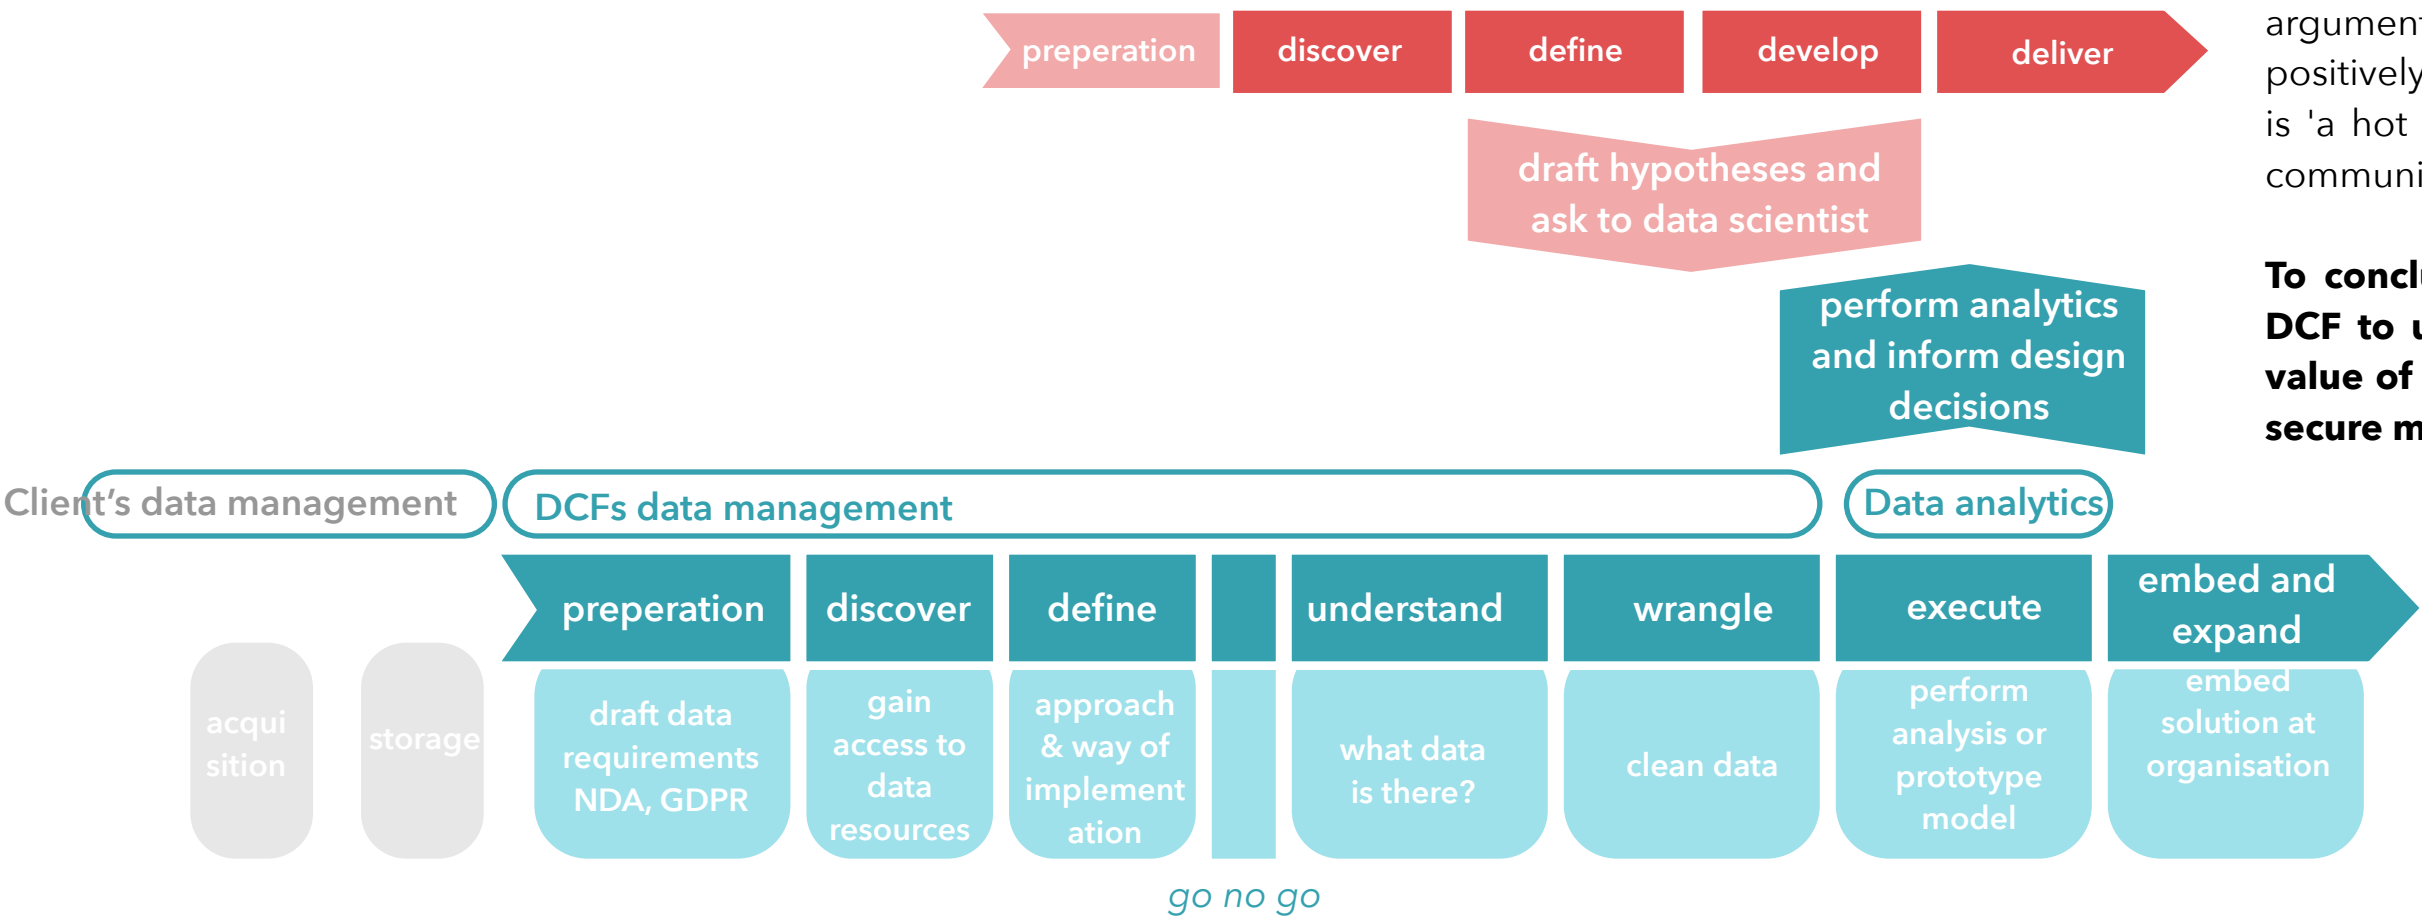 preperation
discover
define
develop
deliver
draft hypotheses and
ask to data scientist
perform analytics
and inform design
decisions
is 'a hot
positively
To
DCF to
value of
secure
Client's data management
DCFs data management
Data analytics
preperation
discover
define
understand
wrangle
execute
embed and
expand
acqui
sition
storage
draft data
requirements
NDA, GDPR
gain
access to
data
resources
approach
& way of
implement
ation
what data
is there?
clean data
perform
analysis or
prototype
model
embed
solution at
organisation
go no go